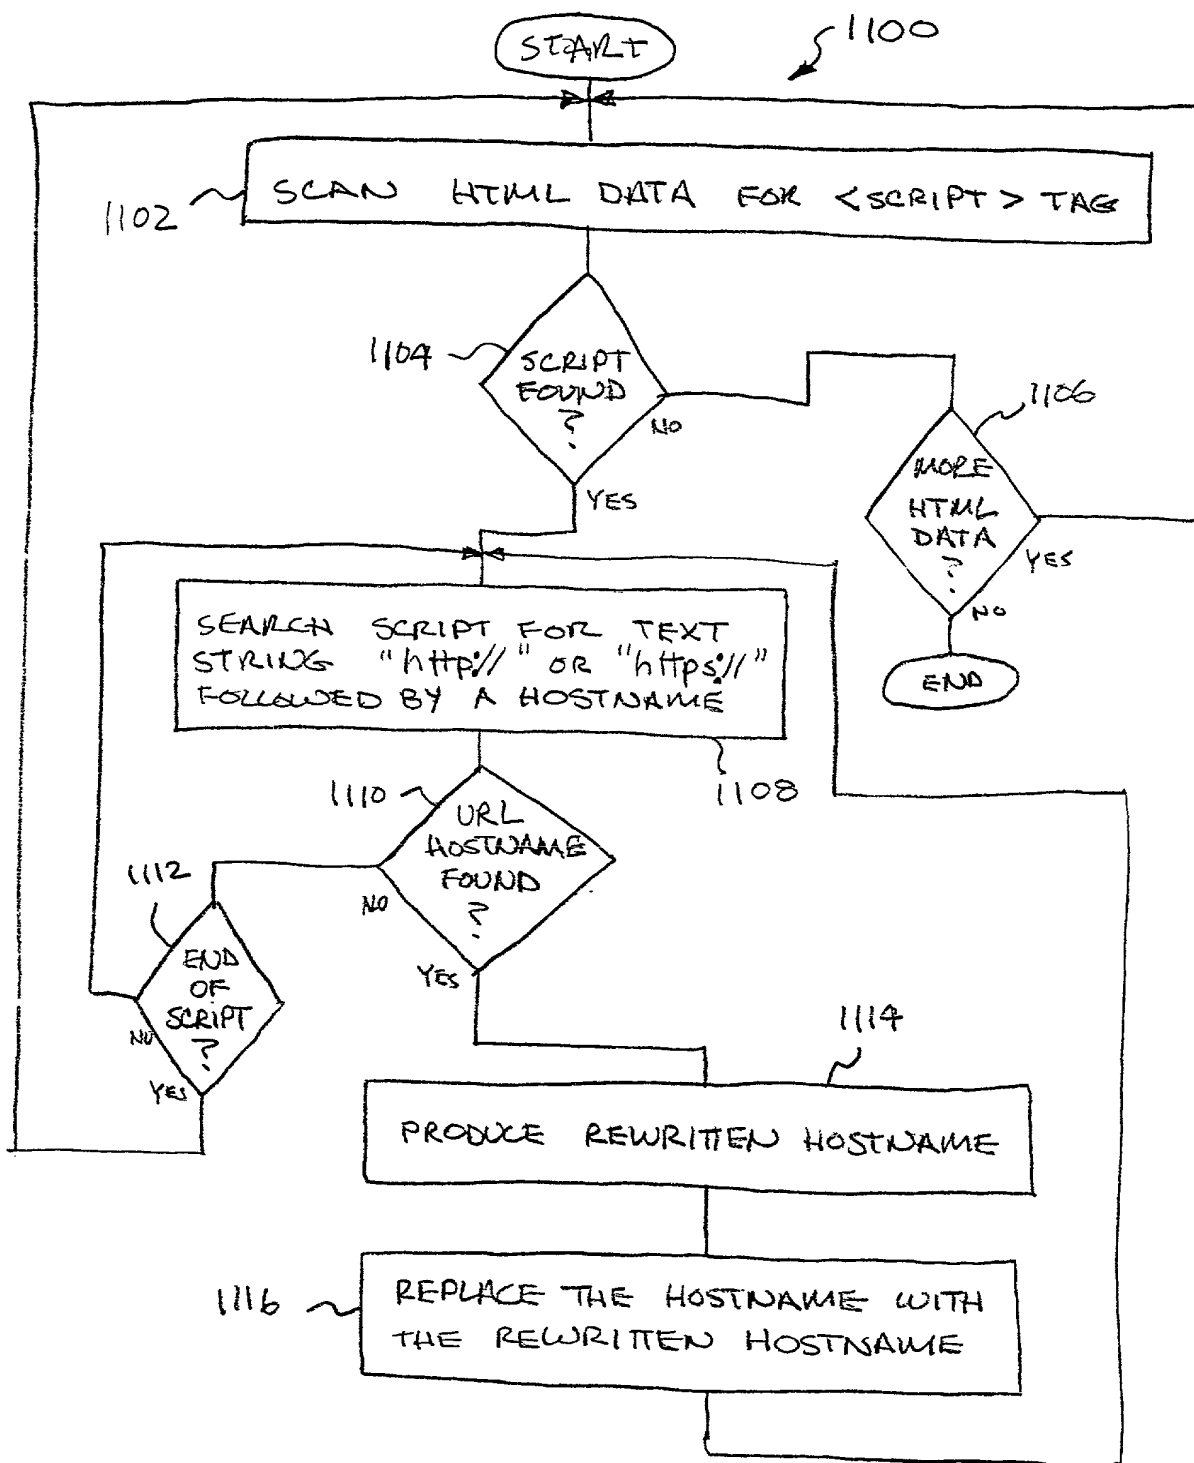 START
1100
SCAN HTML DATA FOR <SCRIPT> TAG
1102
1104
SCRIPT
FOUND
?
NO
YES
1106
MORE
HTML
DATA
?
YES
NO
END
SEARCH SCRIPT FOR TEXT
STRING "http://" OR "https://"
FOLLOWED BY A HOSTNAME
1108
1110
URL
HOSTNAME
FOUND
?
NO
YES
1112
END
OF
SCRIPT
?
NO
YES
1114
PRODUCE REWRITTEN HOSTNAME
1116
REPLACE THE HOSTNAME WITH
THE REWRITTEN HOSTNAME